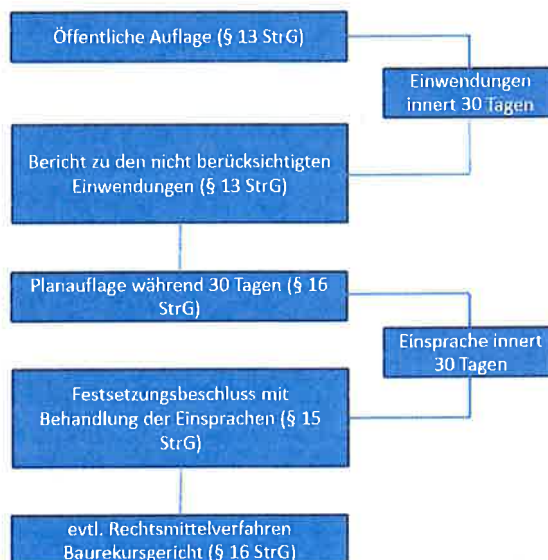 Öffentliche Auflage (§ 13 StrG)
Einwendungen
innert 30 Tagen
Bericht zu den nicht berücksichtigten
Einwendungen (§ 13 StrG)
Planauflage während 30 Tagen (§ 16
StrG)
Einsprache innert
30 Tagen
Festsetzungsbeschluss mit
Behandlung der Einsprachen (§ 15
StrG)
evtl. Rechtsmittelverfahren
Baurekursgericht (§ 16 StrG)